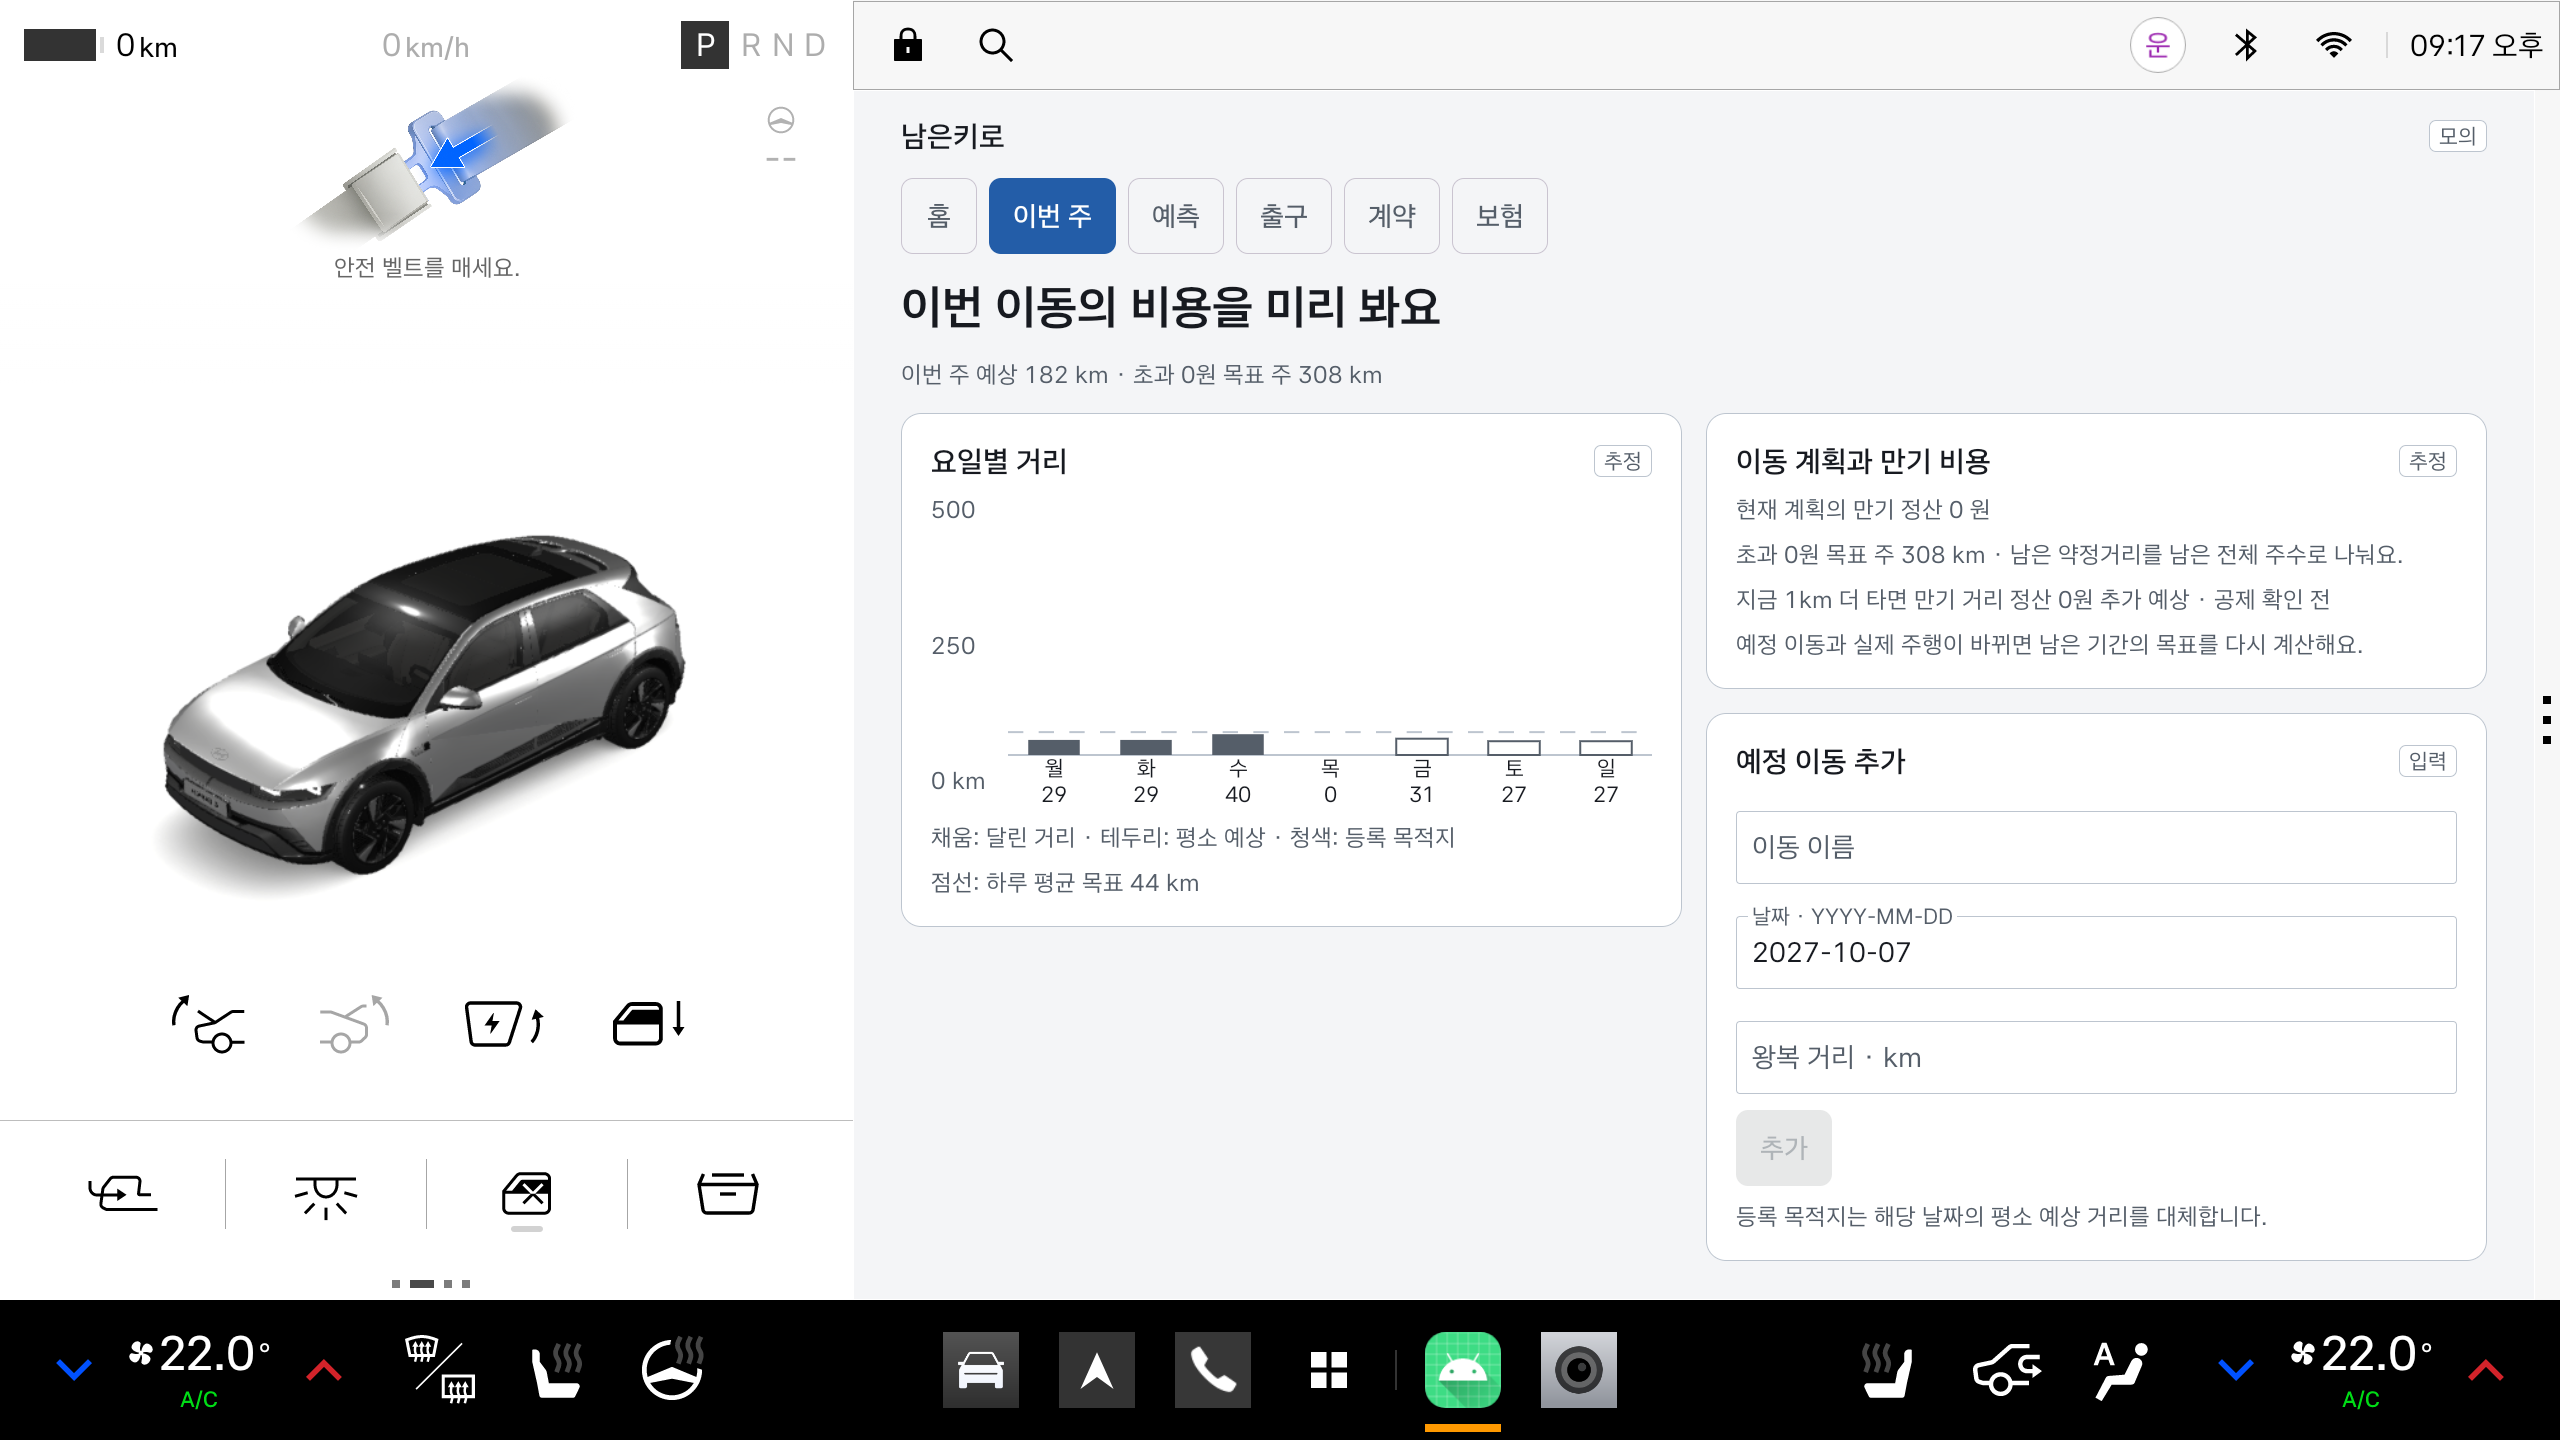 0 km
0 km/h
P R N D
운
09:17 오후
안전 벨트를 매세요.
남은키로
모의
홈
이번 주
예측
출구
계약
보험
이번 이동의 비용을 미리 봐요
이번 주 예상 182 km · 초과 0원 목표 주 308 km
요일별 거리
추정
500
250
0 km
월 화 수 목 금 토 일
29 29 40 0 31 27 27
채움: 달린 거리 · 테두리: 평소 예상 · 청색: 등록 목적지
점선: 하루 평균 목표 44 km
이동 계획과 만기 비용
추정
현재 계획의 만기 정산 0 원
초과 0원 목표 주 308 km · 남은 약정거리를 남은 전체 주수로 나눠요.
지금 1km 더 타면 만기 거리 정산 0원 추가 예상 · 공제 확인 전
예정 이동과 실제 주행이 바뀌면 남은 기간의 목표를 다시 계산해요.
예정 이동 추가
입력
이동 이름
날짜 · YYYY-MM-DD
2027-10-07
왕복 거리 · km
추가
등록 목적지는 해당 날짜의 평소 예상 거리를 대체합니다.
22.0°
A/C
A
22.0°
A/C